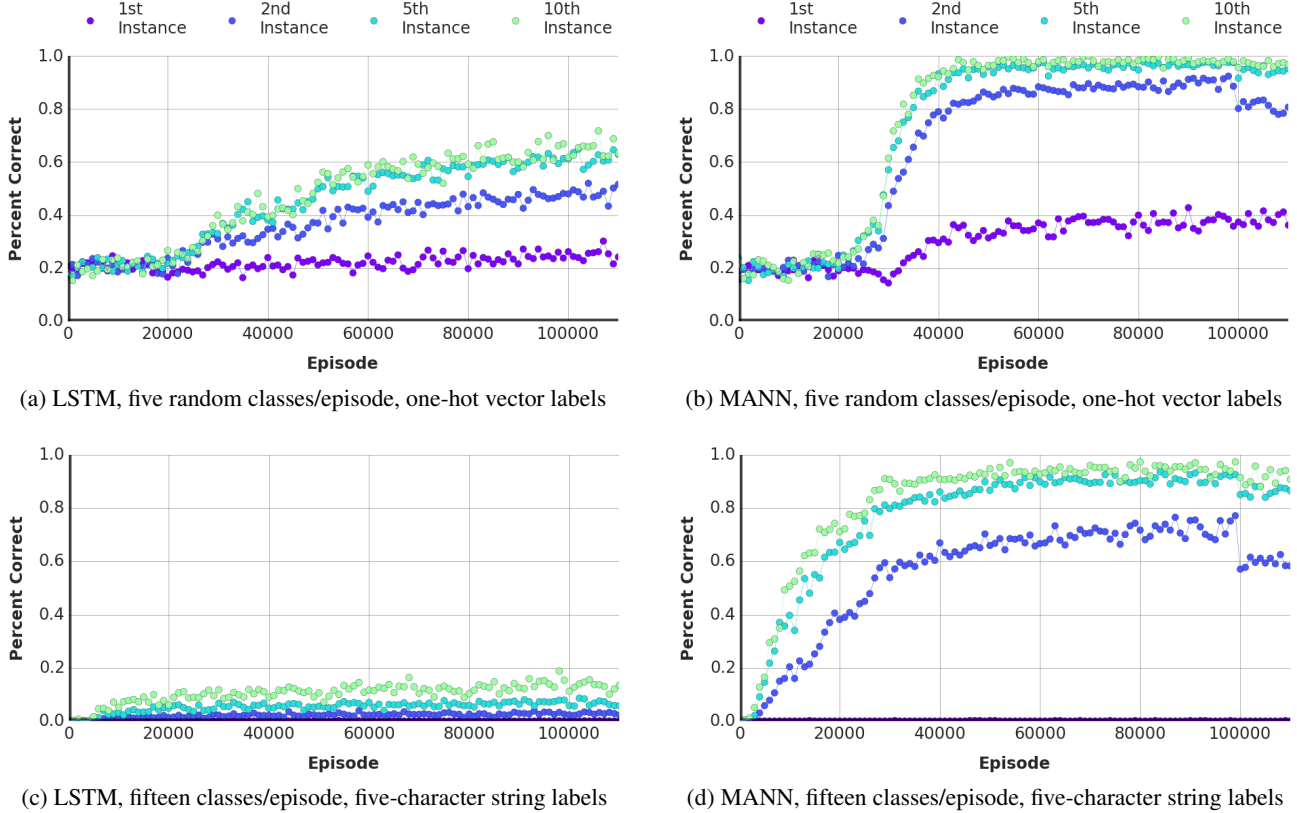 1st Instance 2nd Instance 5th Instance 10th Instance
1.0
0.8
0.6
0.4
0.2
0.0
Percent Correct
0 20000 40000 60000 80000 100000
Episode
(a) LSTM, five random classes/episode, one-hot vector labels
1st Instance 2nd Instance 5th Instance 10th Instance
1.0
0.8
0.6
0.4
0.2
0.0
Percent Correct
0 20000 40000 60000 80000 100000
Episode
(b) MANN, five random classes/episode, one-hot vector labels
1.0
0.8
0.6
0.4
0.2
0.0
Percent Correct
0 20000 40000 60000 80000 100000
Episode
(c) LSTM, fifteen classes/episode, five-character string labels
1.0
0.8
0.6
0.4
0.2
0.0
Percent Correct
0 20000 40000 60000 80000 100000
Episode
(d) MANN, fifteen classes/episode, five-character string labels